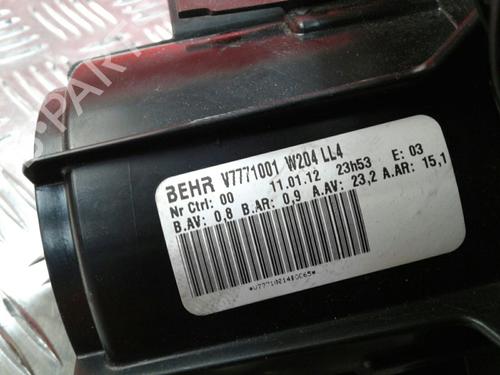 BEHR V7771001 W204 LL4
Nr Ctrl: 00 11.01.12 23h53 E: 03
B.AV: 0,8 B.AR: 0,9 A.AV: 23,2 A.AR: 15,1
B-PARTS